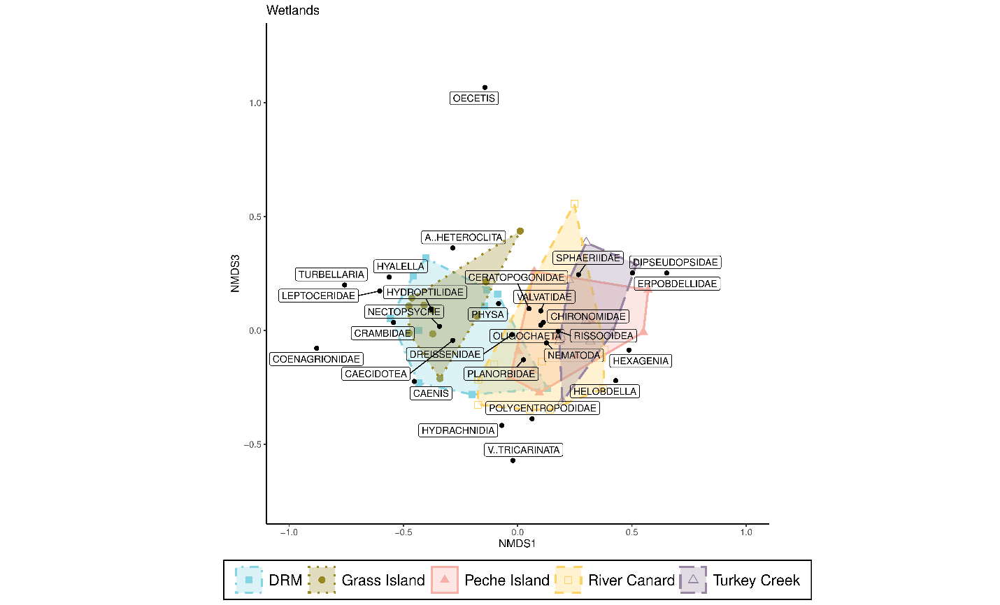 Wetlands
OECETIS
1.0
0.5
A..HETEROCLITA
SPHAERIIDAE
DIPSEUDOPSIDAE
HYALELLA
TURBELLARIA
CERATOPOGONIDAE
ERPOBDELLIDAE
NMDS3
LEPTOCERIDAE
HYDROPTILIDAE
VALVATIDAE
NECTOPSYCHE
PHYSA
CHIRONOMIDAE
0.0
CRAMBIDAE
OLIGOCHAETA
RISSOOIDEA
COENAGRIONIDAE
DREISSENIDAE
NEMATODA
HEXAGENIA
CAECIDOTEA
PLANORBIDAE
CAENIS
HELOBDELLA
POLYCENTROPODIDAE
HYDRACHNIDIA
−0.5
V..TRICARINATA
−1.0 −0.5 0.0 0.5 1.0
NMDS1
DRM Grass Island Peche Island River Canard Turkey Creek